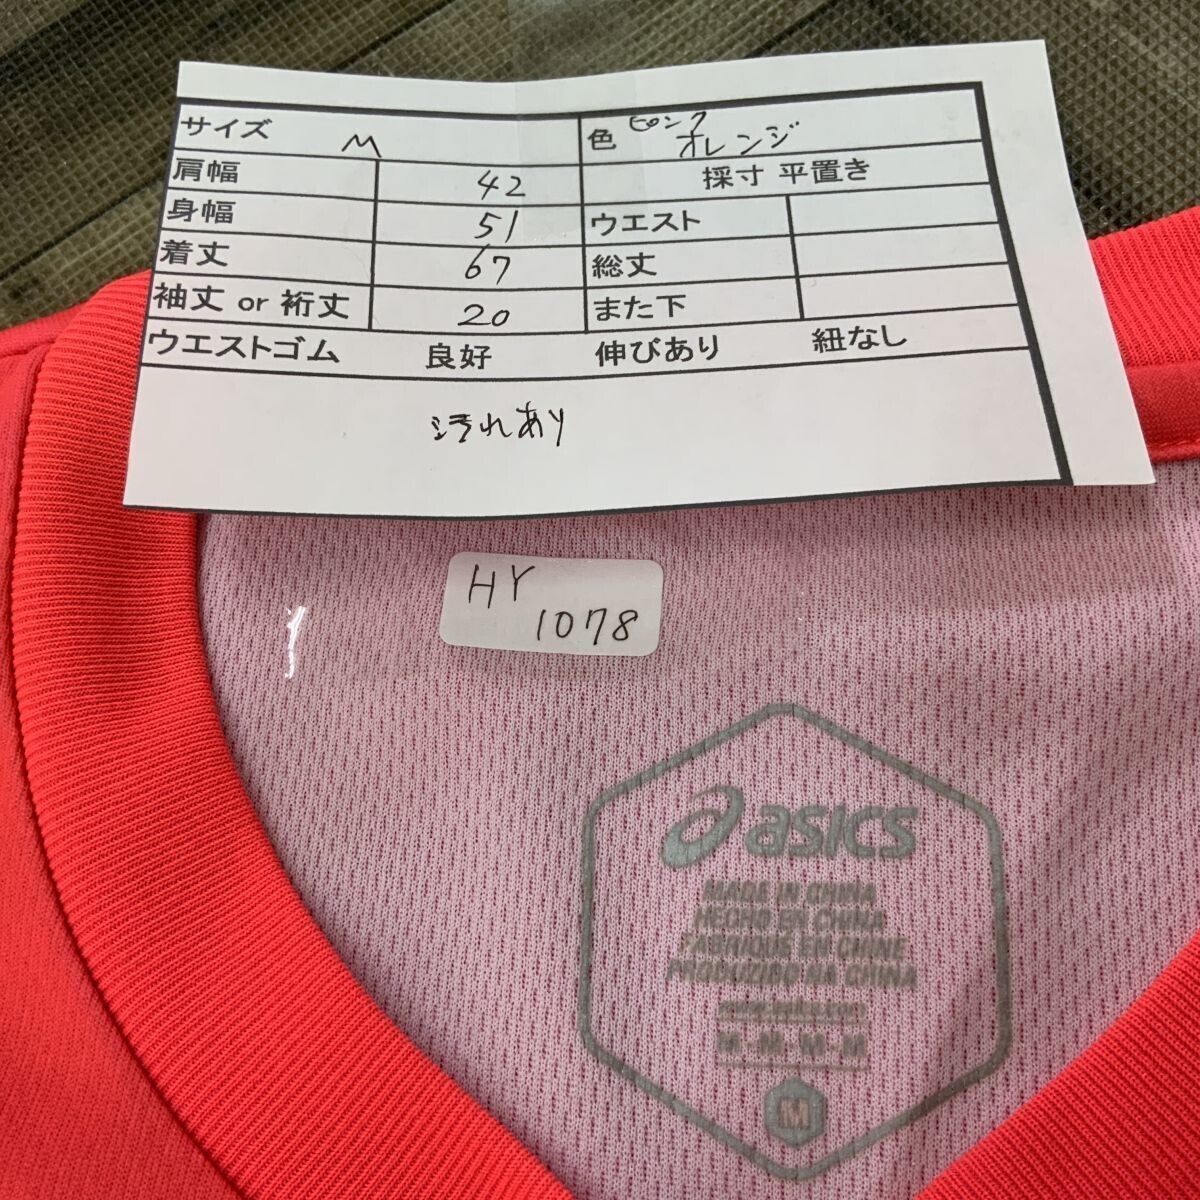 サイズ M 色 ピンク オレンジ
肩幅 42 採寸 平置き
身幅 51 ウエスト
着丈 67 総丈
袖丈 or 裄丈 20 また下
ウエストゴム 良好 伸びあり 紐なし
汚れあり
HY
1078
asics
MADE IN CHINA
HECHO EN CHINA
FABRIQUÉ EN CHINE
PRODUZIDO NA CHINA
M-M-M-M
M